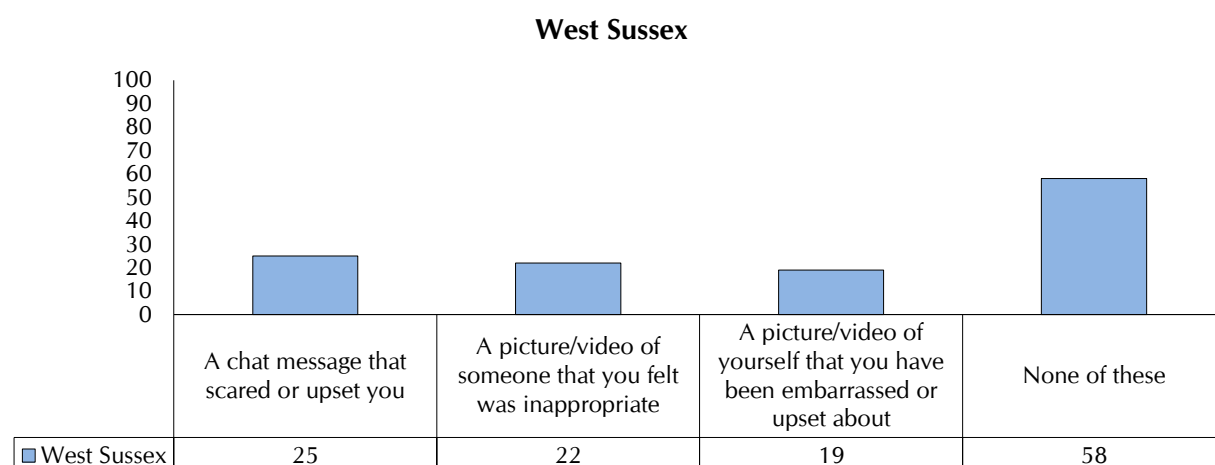 West Sussex
100
90
80
70
60
50
40
30
20
10
0
A chat message that
scared or upset you
A picture/video of
someone that you felt
was inappropriate
A picture/video of
yourself that you have
been embarrassed or
upset about
None of these
West Sussex 25 22 19 58